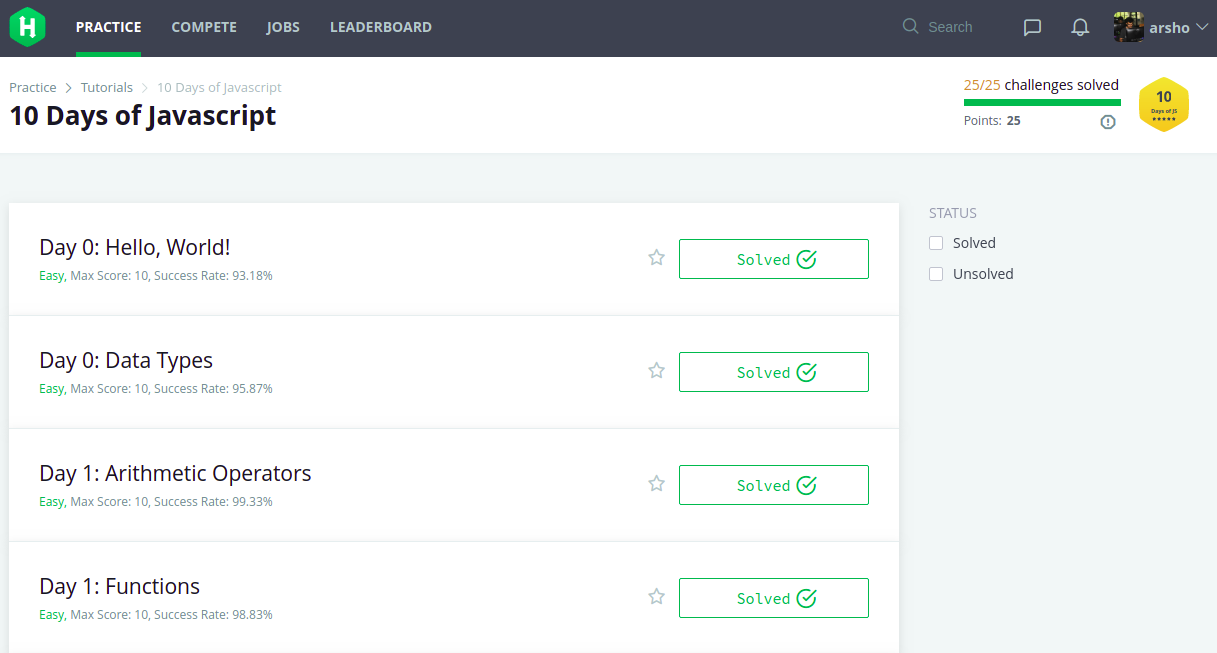 H PRACTICE COMPETE JOBS LEADERBOARD Search arsho
Practice > Tutorials > 10 Days of Javascript
10 Days of Javascript
25/25 challenges solved
Points: 25
10
Days of JS
STATUS
Solved
Unsolved
Day 0: Hello, World!
Easy, Max Score: 10, Success Rate: 93.18%
Solved
Day 0: Data Types
Easy, Max Score: 10, Success Rate: 95.87%
Solved
Day 1: Arithmetic Operators
Easy, Max Score: 10, Success Rate: 99.33%
Solved
Day 1: Functions
Easy, Max Score: 10, Success Rate: 98.83%
Solved